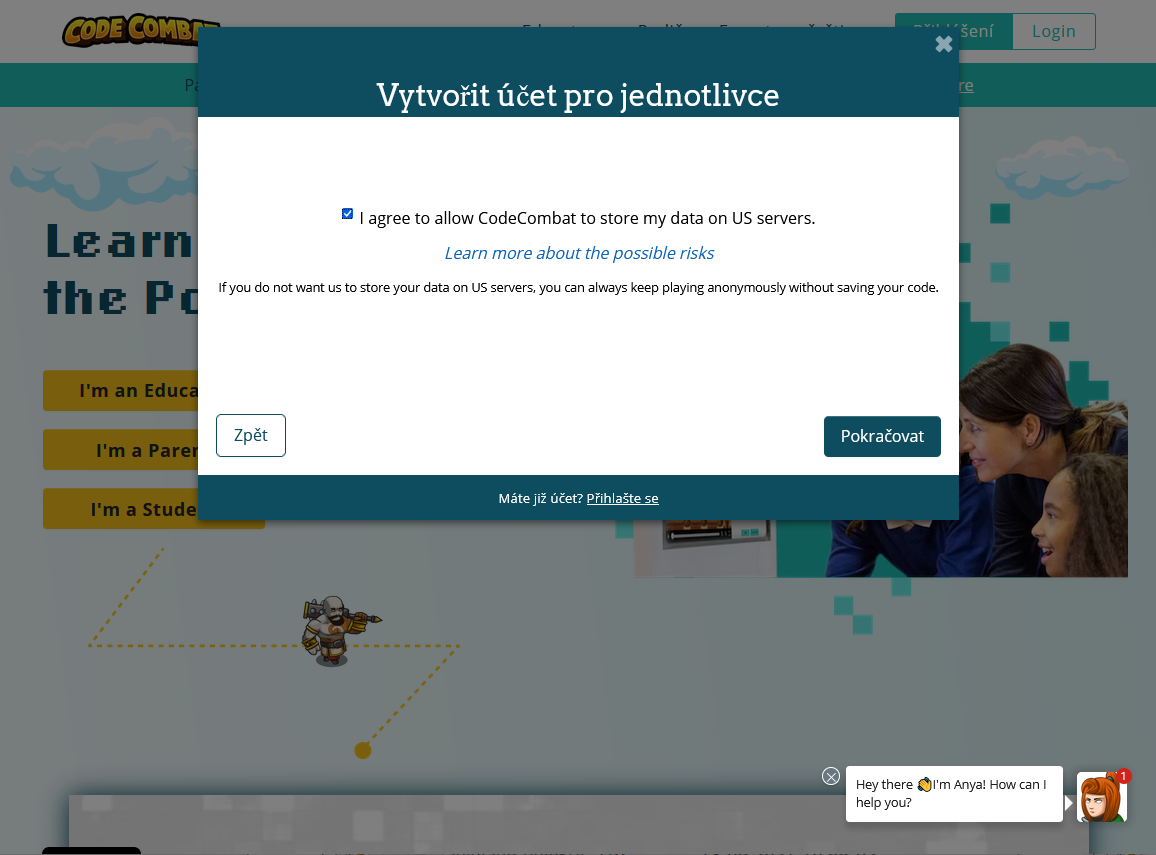 CODE COMBAT
Přihlášení
Login
Vytvořit účet pro jednotlivce
I agree to allow CodeCombat to store my data on US servers.
Learn more about the possible risks
If you do not want us to store your data on US servers, you can always keep playing anonymously without saving your code.
Learn
the Po
I'm an Educa
I'm a Paren
I'm a Stude
Zpět
Pokračovat
Máte již účet? Přihlašte se
Hey there 👋I'm Anya! How can I
help you?
1